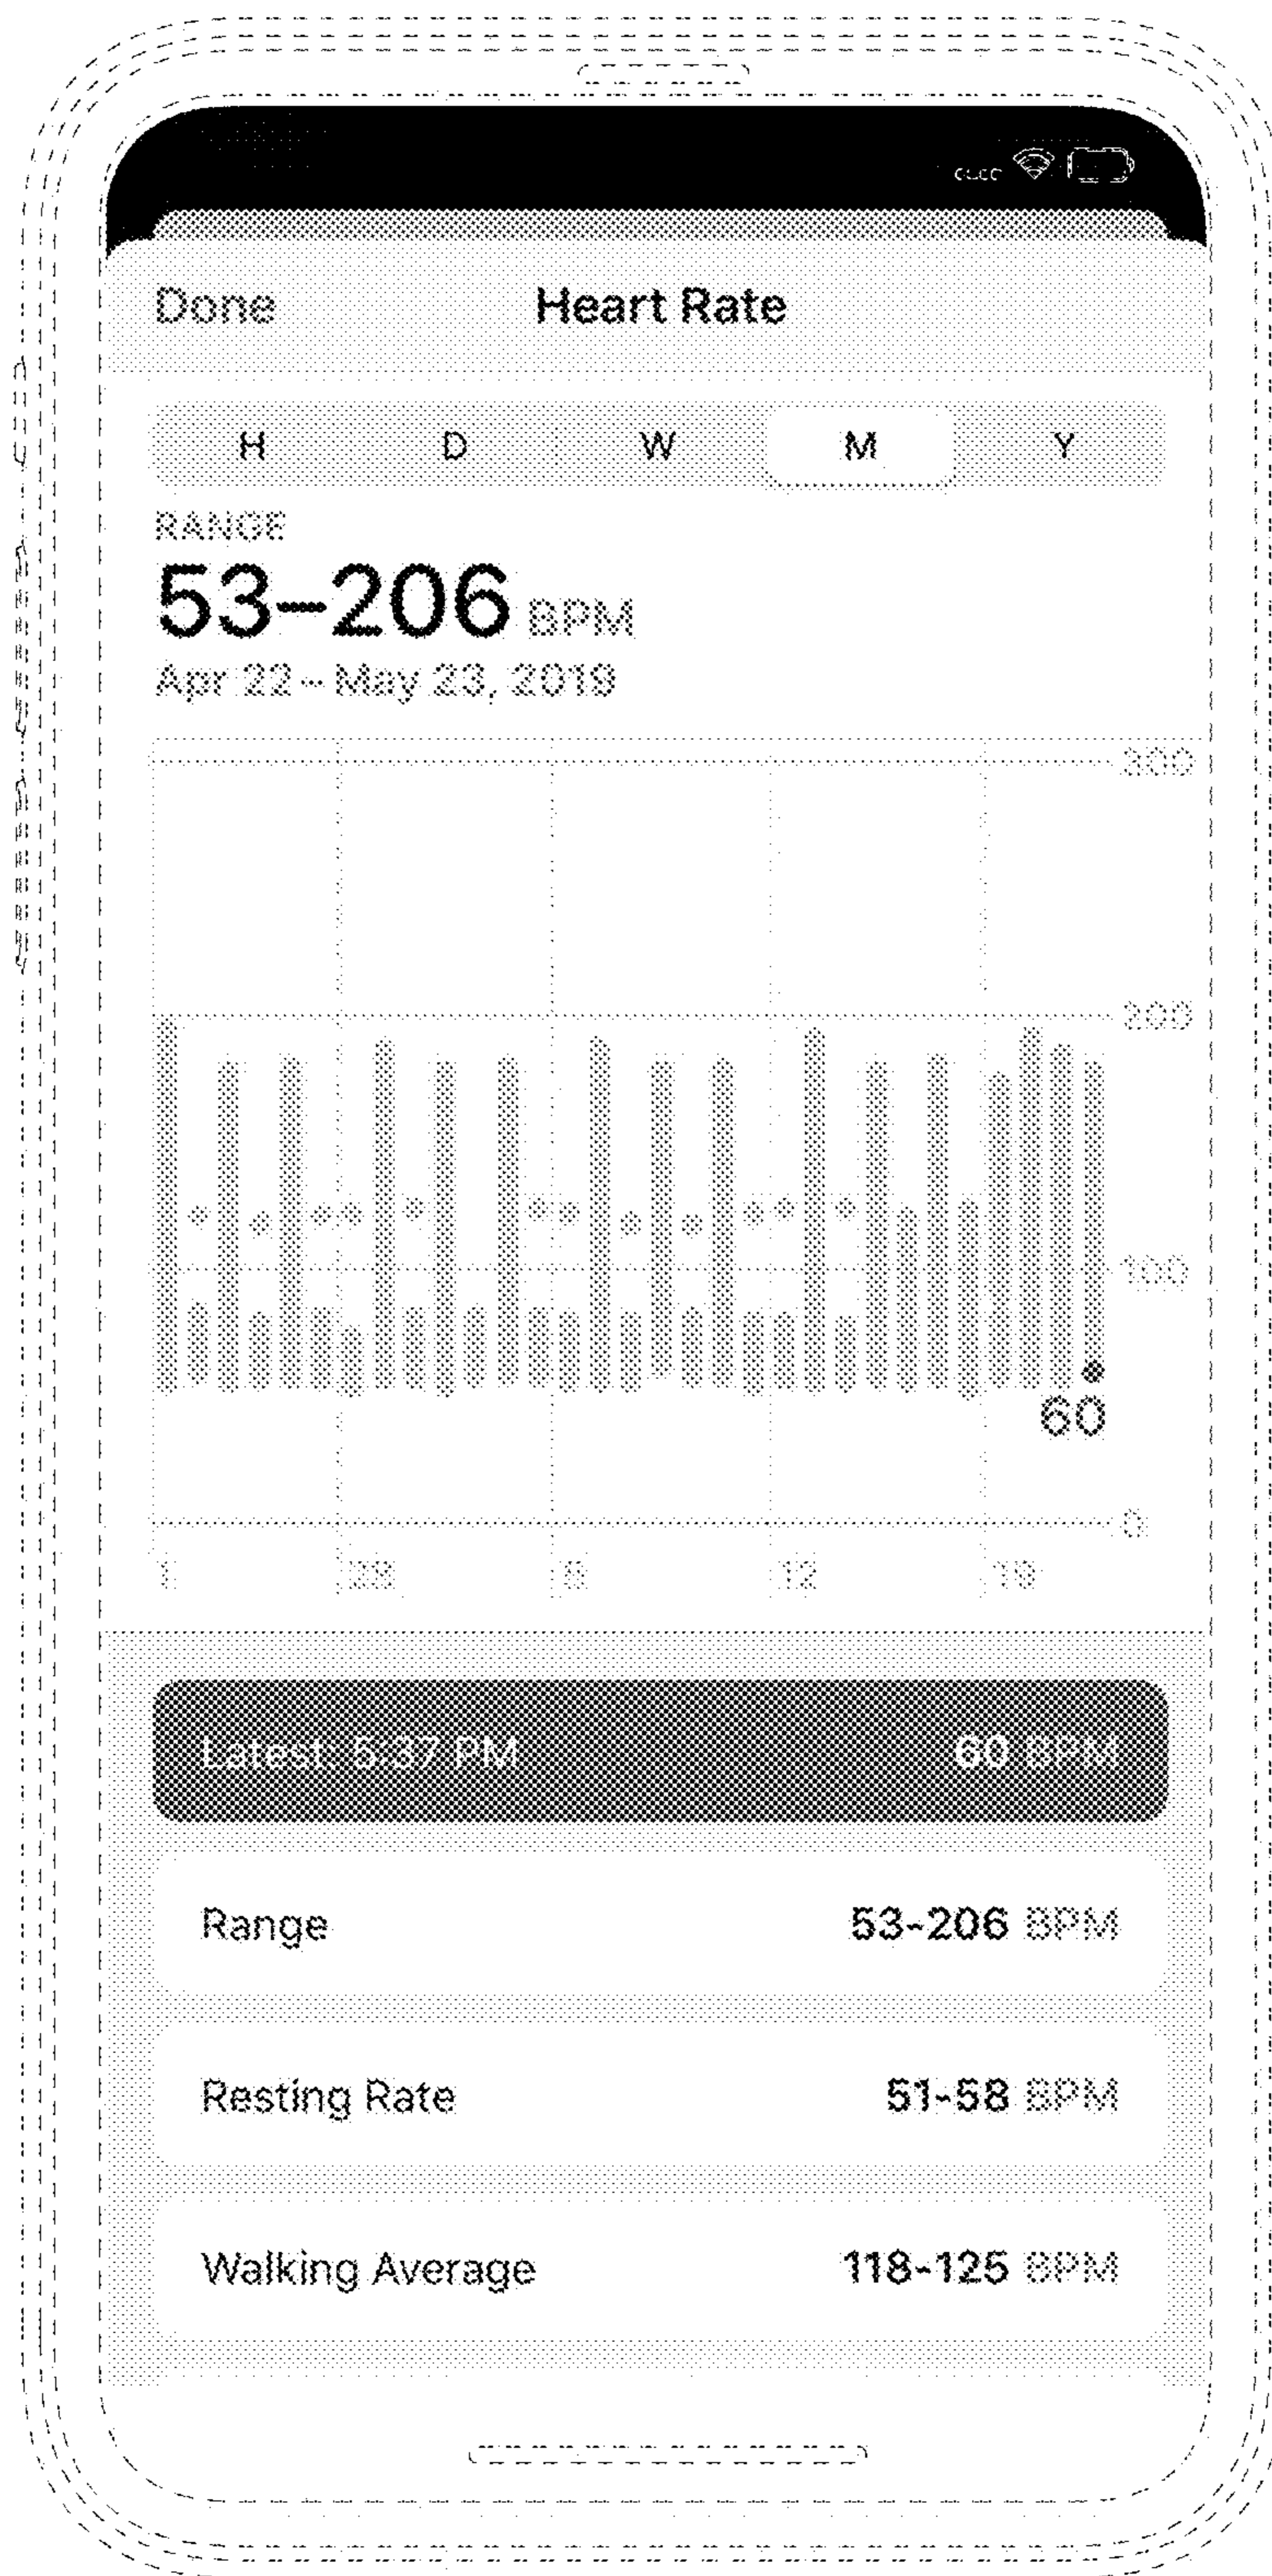 Done Heart Rate
H D W M Y
RANGE
53–206 BPM
Apr 22 – May 23, 2019
300
200
100
60
0
12 19
Latest: 5:37 PM 60 BPM
Range 53-206 BPM
Resting Rate 51-58 BPM
Walking Average 118-125 BPM